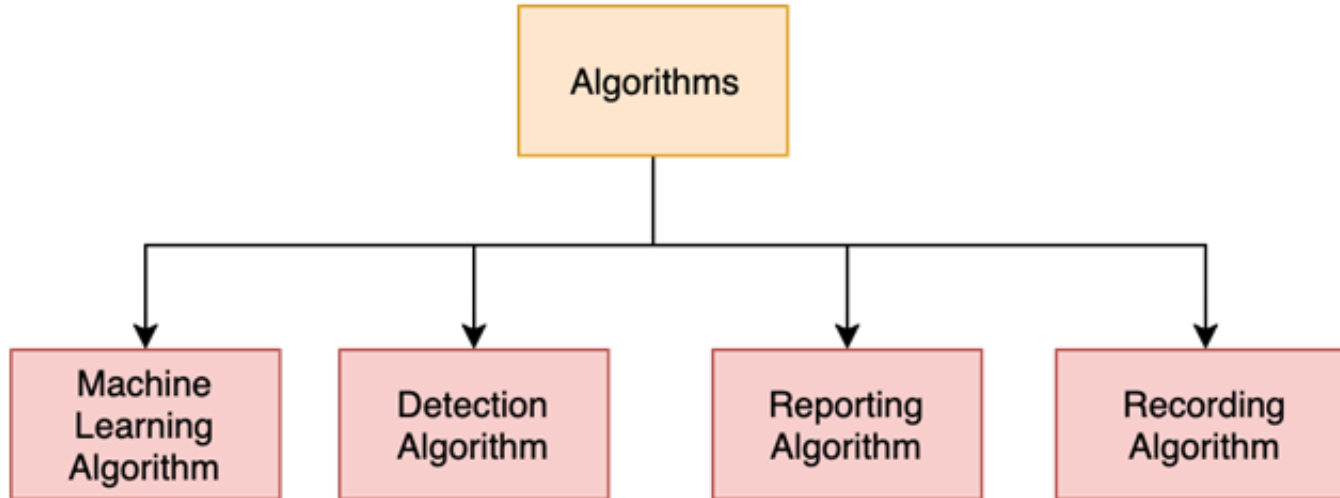 Algorithms
Machine
Learning
Algorithm
Detection
Algorithm
Reporting
Algorithm
Recording
Algorithm